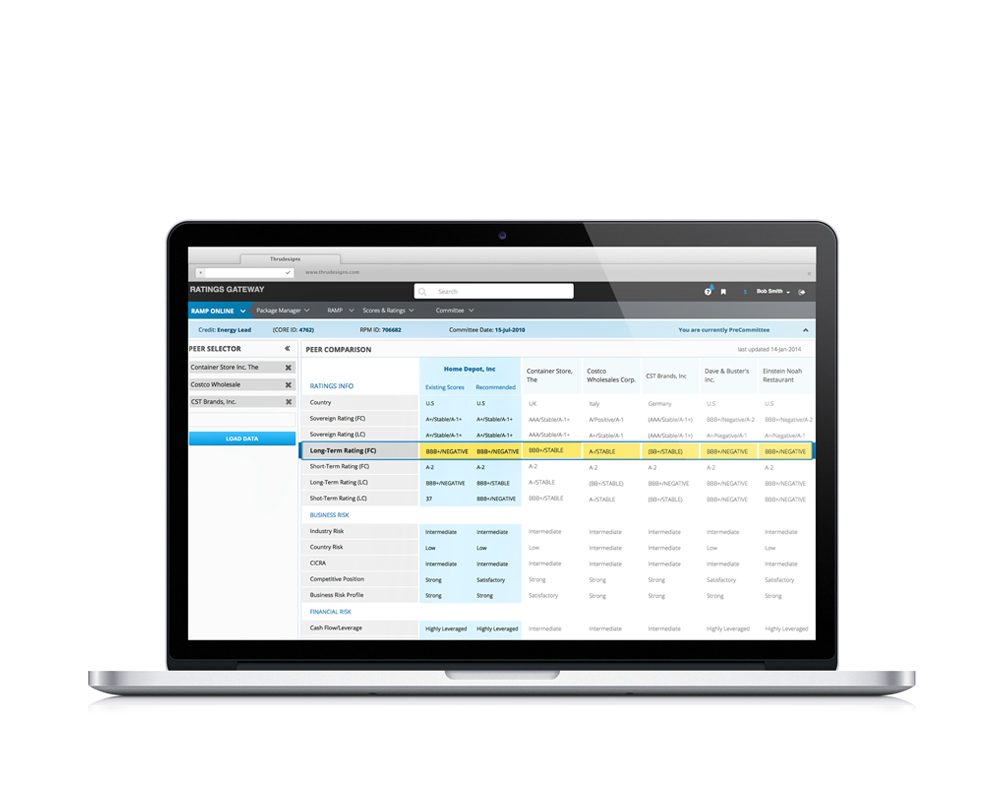 Thrudesigns
www.thrudesigns.com
RATINGS GATEWAY
Search
Bob Smith
RAMP ONLINE Package Manager RAMP Scores & Ratings Committee
Credit: Energy Lead (CORE ID: 4762) RPM ID: 706682 Committee Date: 15-Jul-2010 You are currently PreCommittee
PEER SELECTOR
Container Store Inc. The
Costco Wholesale
CST Brands, Inc.
LOAD DATA
PEER COMPARISON last updated 14-jan-2014
Home Depot, Inc Container Store, The Costco Wholesales Corp. CST Brands, Inc Dave & Buster's Inc. Einstein Noah Restaurant
RATINGS INFO Existing Scores Recommended
Country U.S U.S UK Italy Germany U.S U.S
Sovereign Rating (FC) A+/Stable/A-1+ A+/Stable/A-1+ AAA/Stable/A-1+ A/Positive/A-1 (AAA/Stable/A-1+) BBB+/Negative/A-2 BBB+/Negative/A-2
Sovereign Rating (LC) A+/Stable/A-1+ A+/Stable/A-1+ AAA/Stable/A-1+ A/Stable/A-1+ (AAA/Stable/A-1+) A+/Negative/A-1 A+/Negative/A-1
Long-Term Rating (FC) BBB+/NEGATIVE BBB+/NEGATIVE BBB+/STABLE A-/STABLE (BB+/STABLE) BBB+/NEGATIVE BBB+/NEGATIVE
Short-Term Rating (FC) A-2 A-2 A-2 A-2 A-2 A-2 A-2
Long-Term Rating (LC) BBB+/NEGATIVE BBB+/STABLE A-/STABLE (BB+/STABLE) BBB+/NEGATIVE BBB+/NEGATIVE BBB+/NEGATIVE
Shot-Term Rating (LC) 37 BBB+/NEGATIVE BBB+/STABLE A-/STABLE (BB+/STABLE) BBB+/NEGATIVE BBB+/NEGATIVE
BUSINESS RISK
Industry Risk Intermediate Intermediate Intermediate Intermediate Intermediate Intermediate Intermediate
Country Risk Low Low Low Intermediate Intermediate Low Low
CICRA Intermediate Intermediate Intermediate Intermediate Intermediate Intermediate Intermediate
Competitive Position Strong Satisfactory Strong Strong Strong Satisfactory Satisfactory
Business Risk Profile Strong Strong Satisfactory Strong Strong Strong Strong
FINANCIAL RISK
Cash Flow/Leverage Highly Leveraged Highly Leveraged Intermediate Intermediate Intermediate Highly Leveraged Highly Leveraged